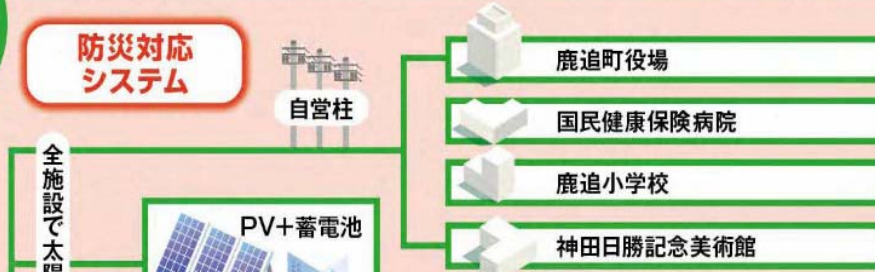 防災対応
システム
自営柱
鹿追町役場
国民健康保険病院
鹿追小学校
神田日勝記念美術館
全施設で太陽
PV+蓄電池